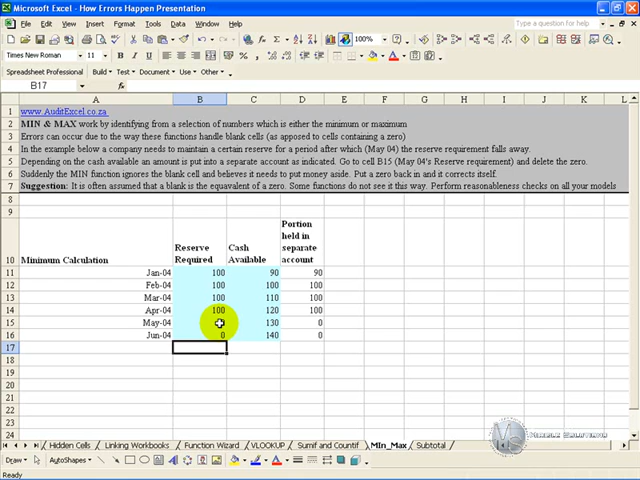 Microsoft Excel - How Errors Happen Presentation
File Edit View Insert Format Tools Data Window Help
Type a question for help
100%
Times New Roman 11
Spreadsheet Professional Build Test Document Use Other
B17 fx
A B C D E F G H I J K L
1 www.AuditExcel.co.za
2 MIN & MAX work by identifying from a selection of numbers which is either the minimum or maximum
3 Errors can occur due to the way these functions handle blank cells (as apposed to cells containing a zero)
4 In the example below a company needs to maintain a certain reserve for a period after which (May 04) the reserve requirement falls away.
5 Depending on the cash available an amount is put into a separate account as indicated. Go to cell B15 (May 04's Reserve requirement) and delete the zero.
6 Suddenly the MIN function ignores the blank cell and believes it needs to put money aside. Put a zero back in and it corrects itself.
7 Suggestion: It is often assumed that a blank is the equavalent of a zero. Some functions do not see it this way. Perform reasonableness checks on all your models
8
9
10 Minimum Calculation Reserve Required Cash Available Portion held in separate account
11 Jan-04 100 90 90
12 Feb-04 100 100 100
13 Mar-04 100 110 100
14 Apr-04 100 120 100
15 May-04 130 0
16 Jun-04 0 140 0
17
18
19
20
21
22
23
24
Hidden Cells Linking Workbooks Function Wizard VLOOKUP Sumif and Countif MIn_Max Subtotal
Draw AutoShapes
Ready